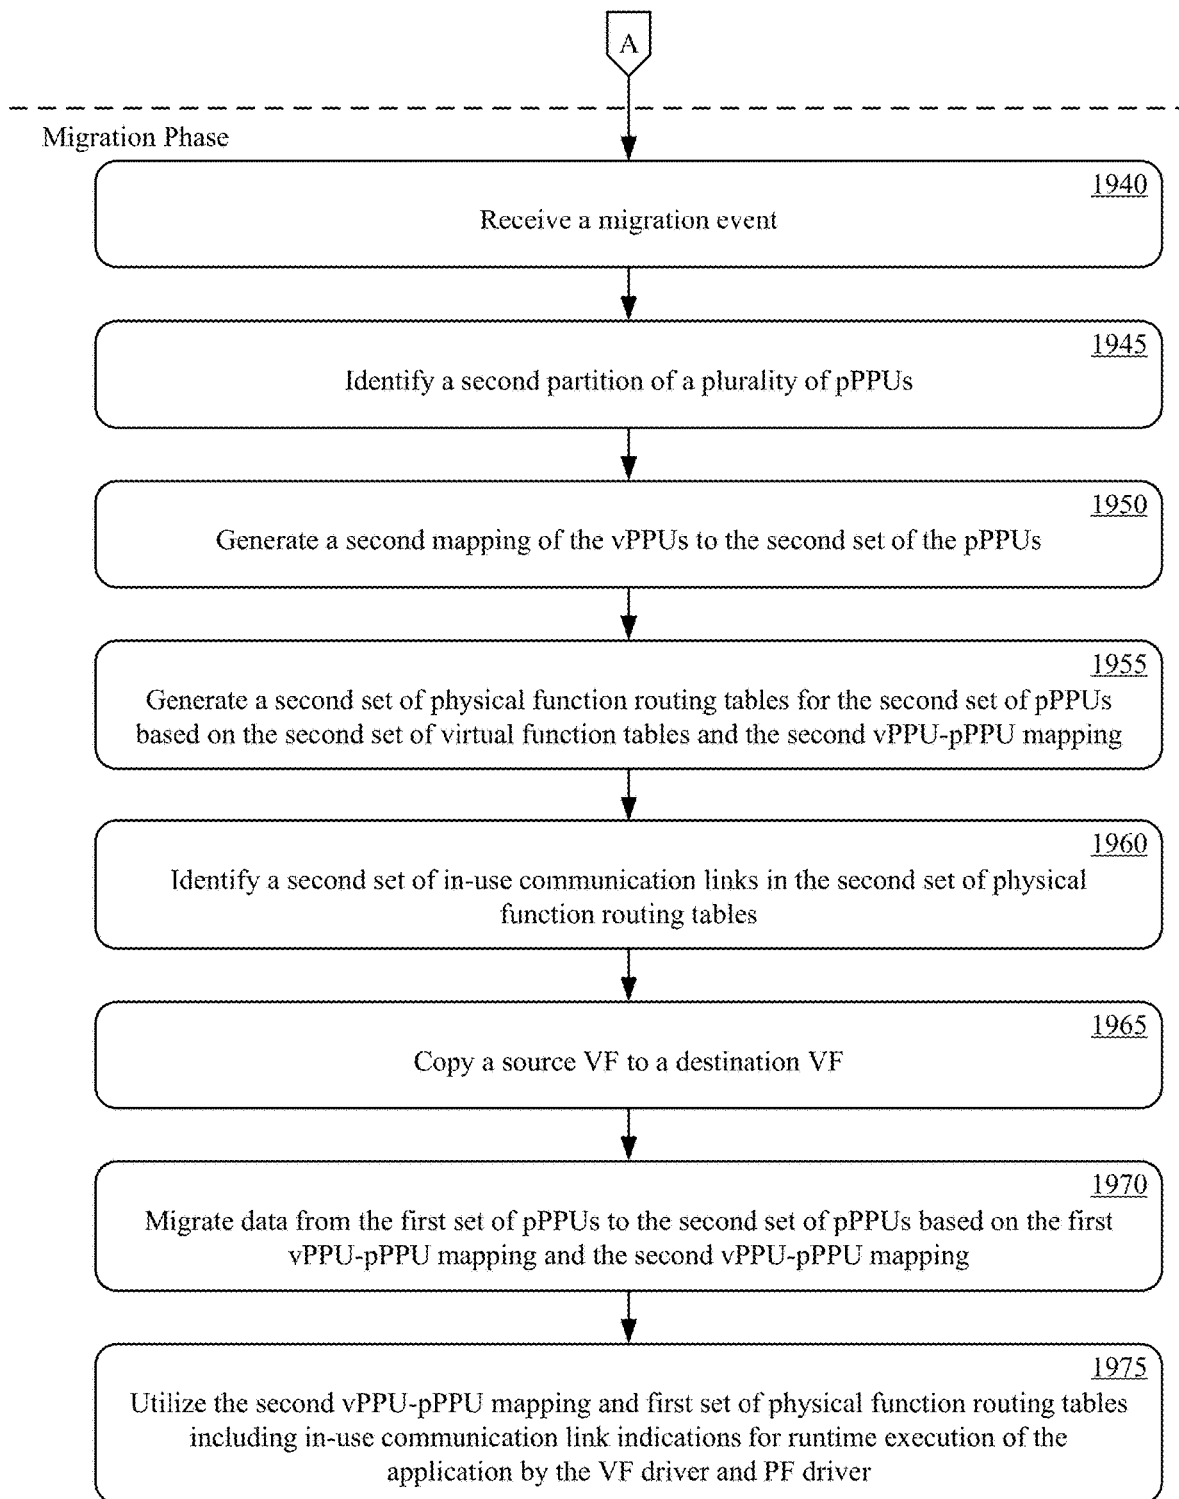 A
Migration Phase
1940
Receive a migration event
1945
Identify a second partition of a plurality of pPPUs
1950
Generate a second mapping of the vPPUs to the second set of the pPPUs
1955
Generate a second set of physical function routing tables for the second set of pPPUs
based on the second set of virtual function tables and the second vPPU-pPPU mapping
1960
Identify a second set of in-use communication links in the second set of physical
function routing tables
1965
Copy a source VF to a destination VF
1970
Migrate data from the first set of pPPUs to the second set of pPPUs based on the first
vPPU-pPPU mapping and the second vPPU-pPPU mapping
1975
Utilize the second vPPU-pPPU mapping and first set of physical function routing tables
including in-use communication link indications for runtime execution of the
application by the VF driver and PF driver